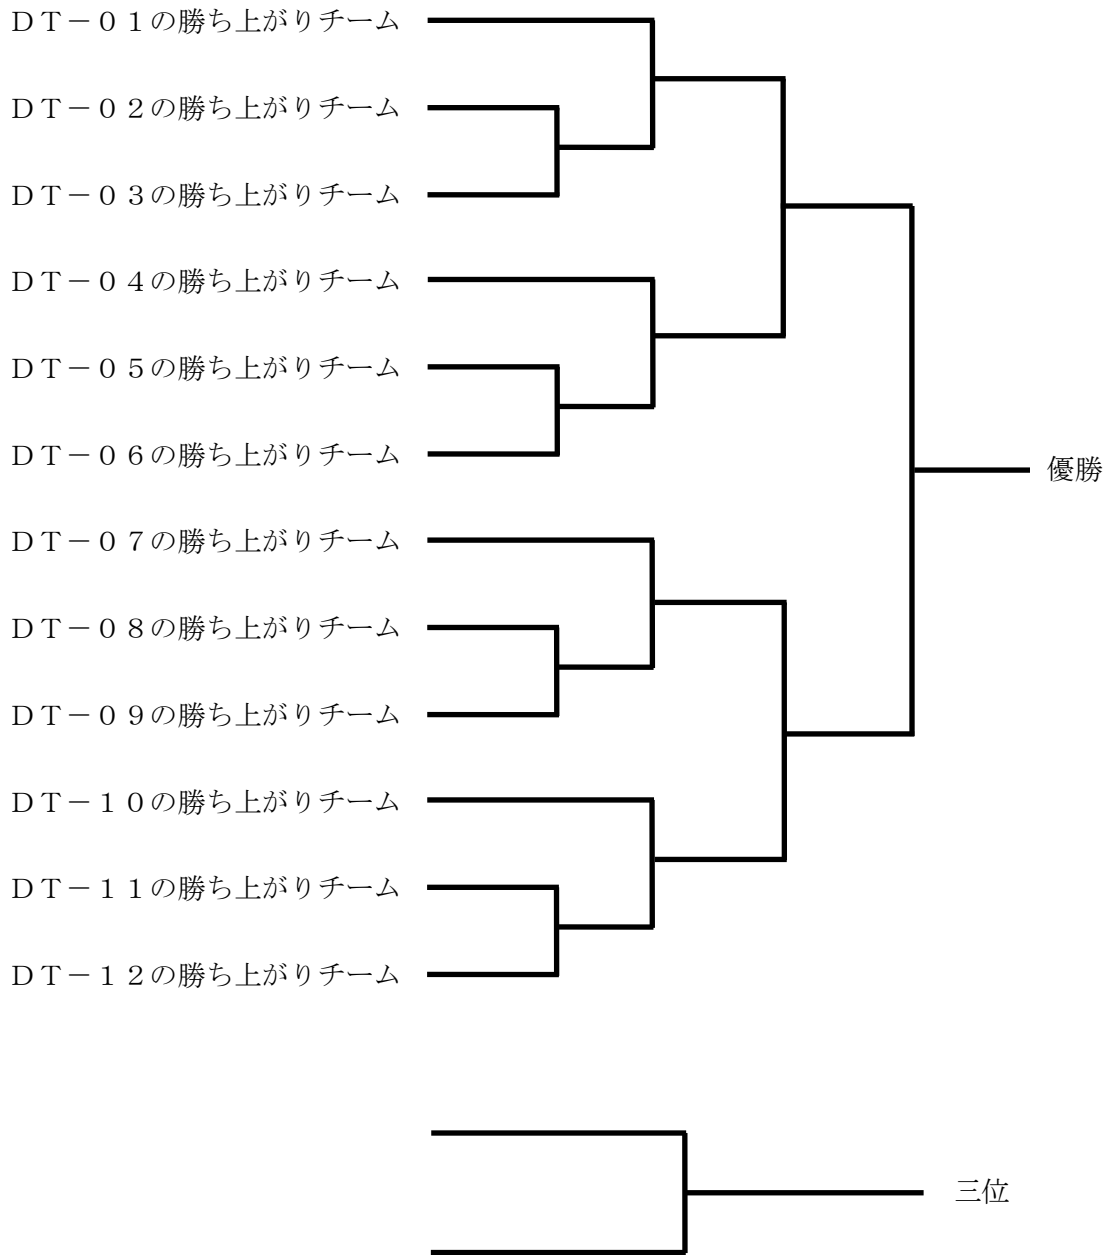 ＤＴ－０１の勝ち上がりチーム
ＤＴ－０２の勝ち上がりチーム
ＤＴ－０３の勝ち上がりチーム
ＤＴ－０４の勝ち上がりチーム
ＤＴ－０５の勝ち上がりチーム
ＤＴ－０６の勝ち上がりチーム
優勝
ＤＴ－０７の勝ち上がりチーム
ＤＴ－０８の勝ち上がりチーム
ＤＴ－０９の勝ち上がりチーム
ＤＴ－１０の勝ち上がりチーム
ＤＴ－１１の勝ち上がりチーム
ＤＴ－１２の勝ち上がりチーム
三位